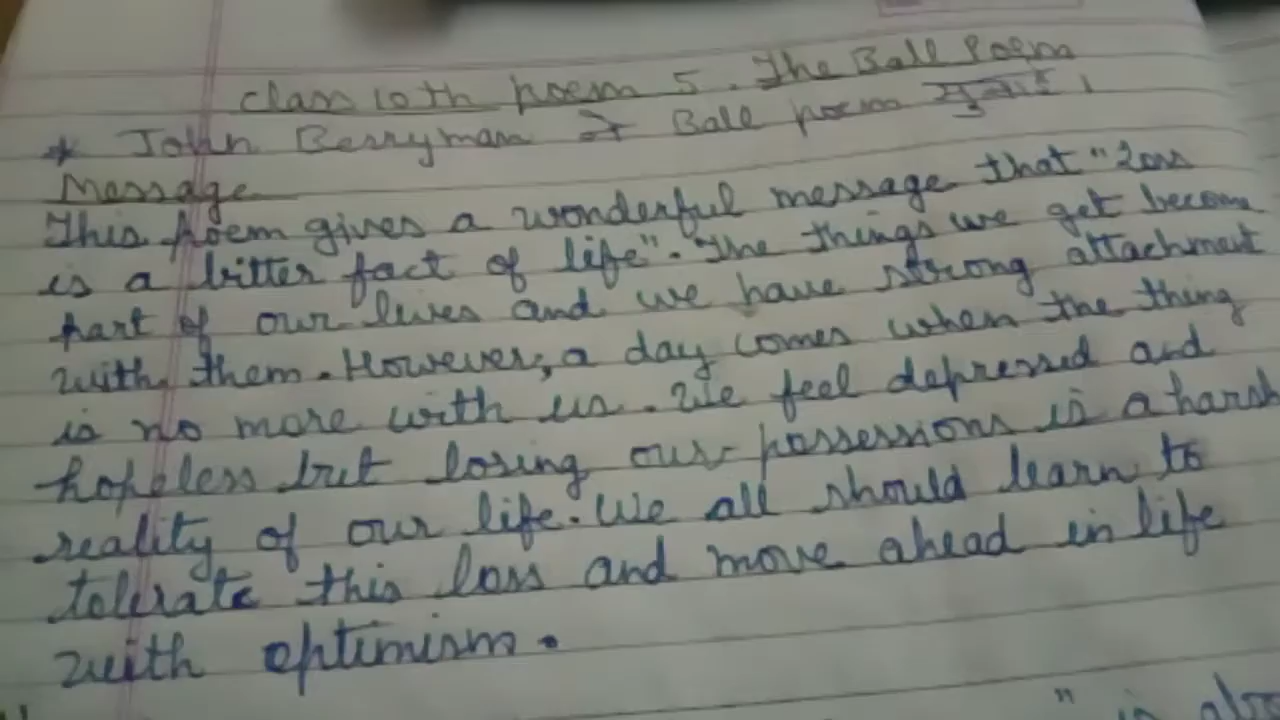 Class 10th poem 5. The Ball Poem
* John Berryman ने Ball poem सुनाई।
Message
This poem gives a wonderful message that "Loss
is a bitter fact of life". The things we get become
part of our lives and we have strong attachment
with them. However, a day comes when the thing
is no more with us. We feel depressed and
hopeless but losing our possessions is a harsh
reality of our life. We all should learn to
tolerate this loss and move ahead in life
with optimism.
" is